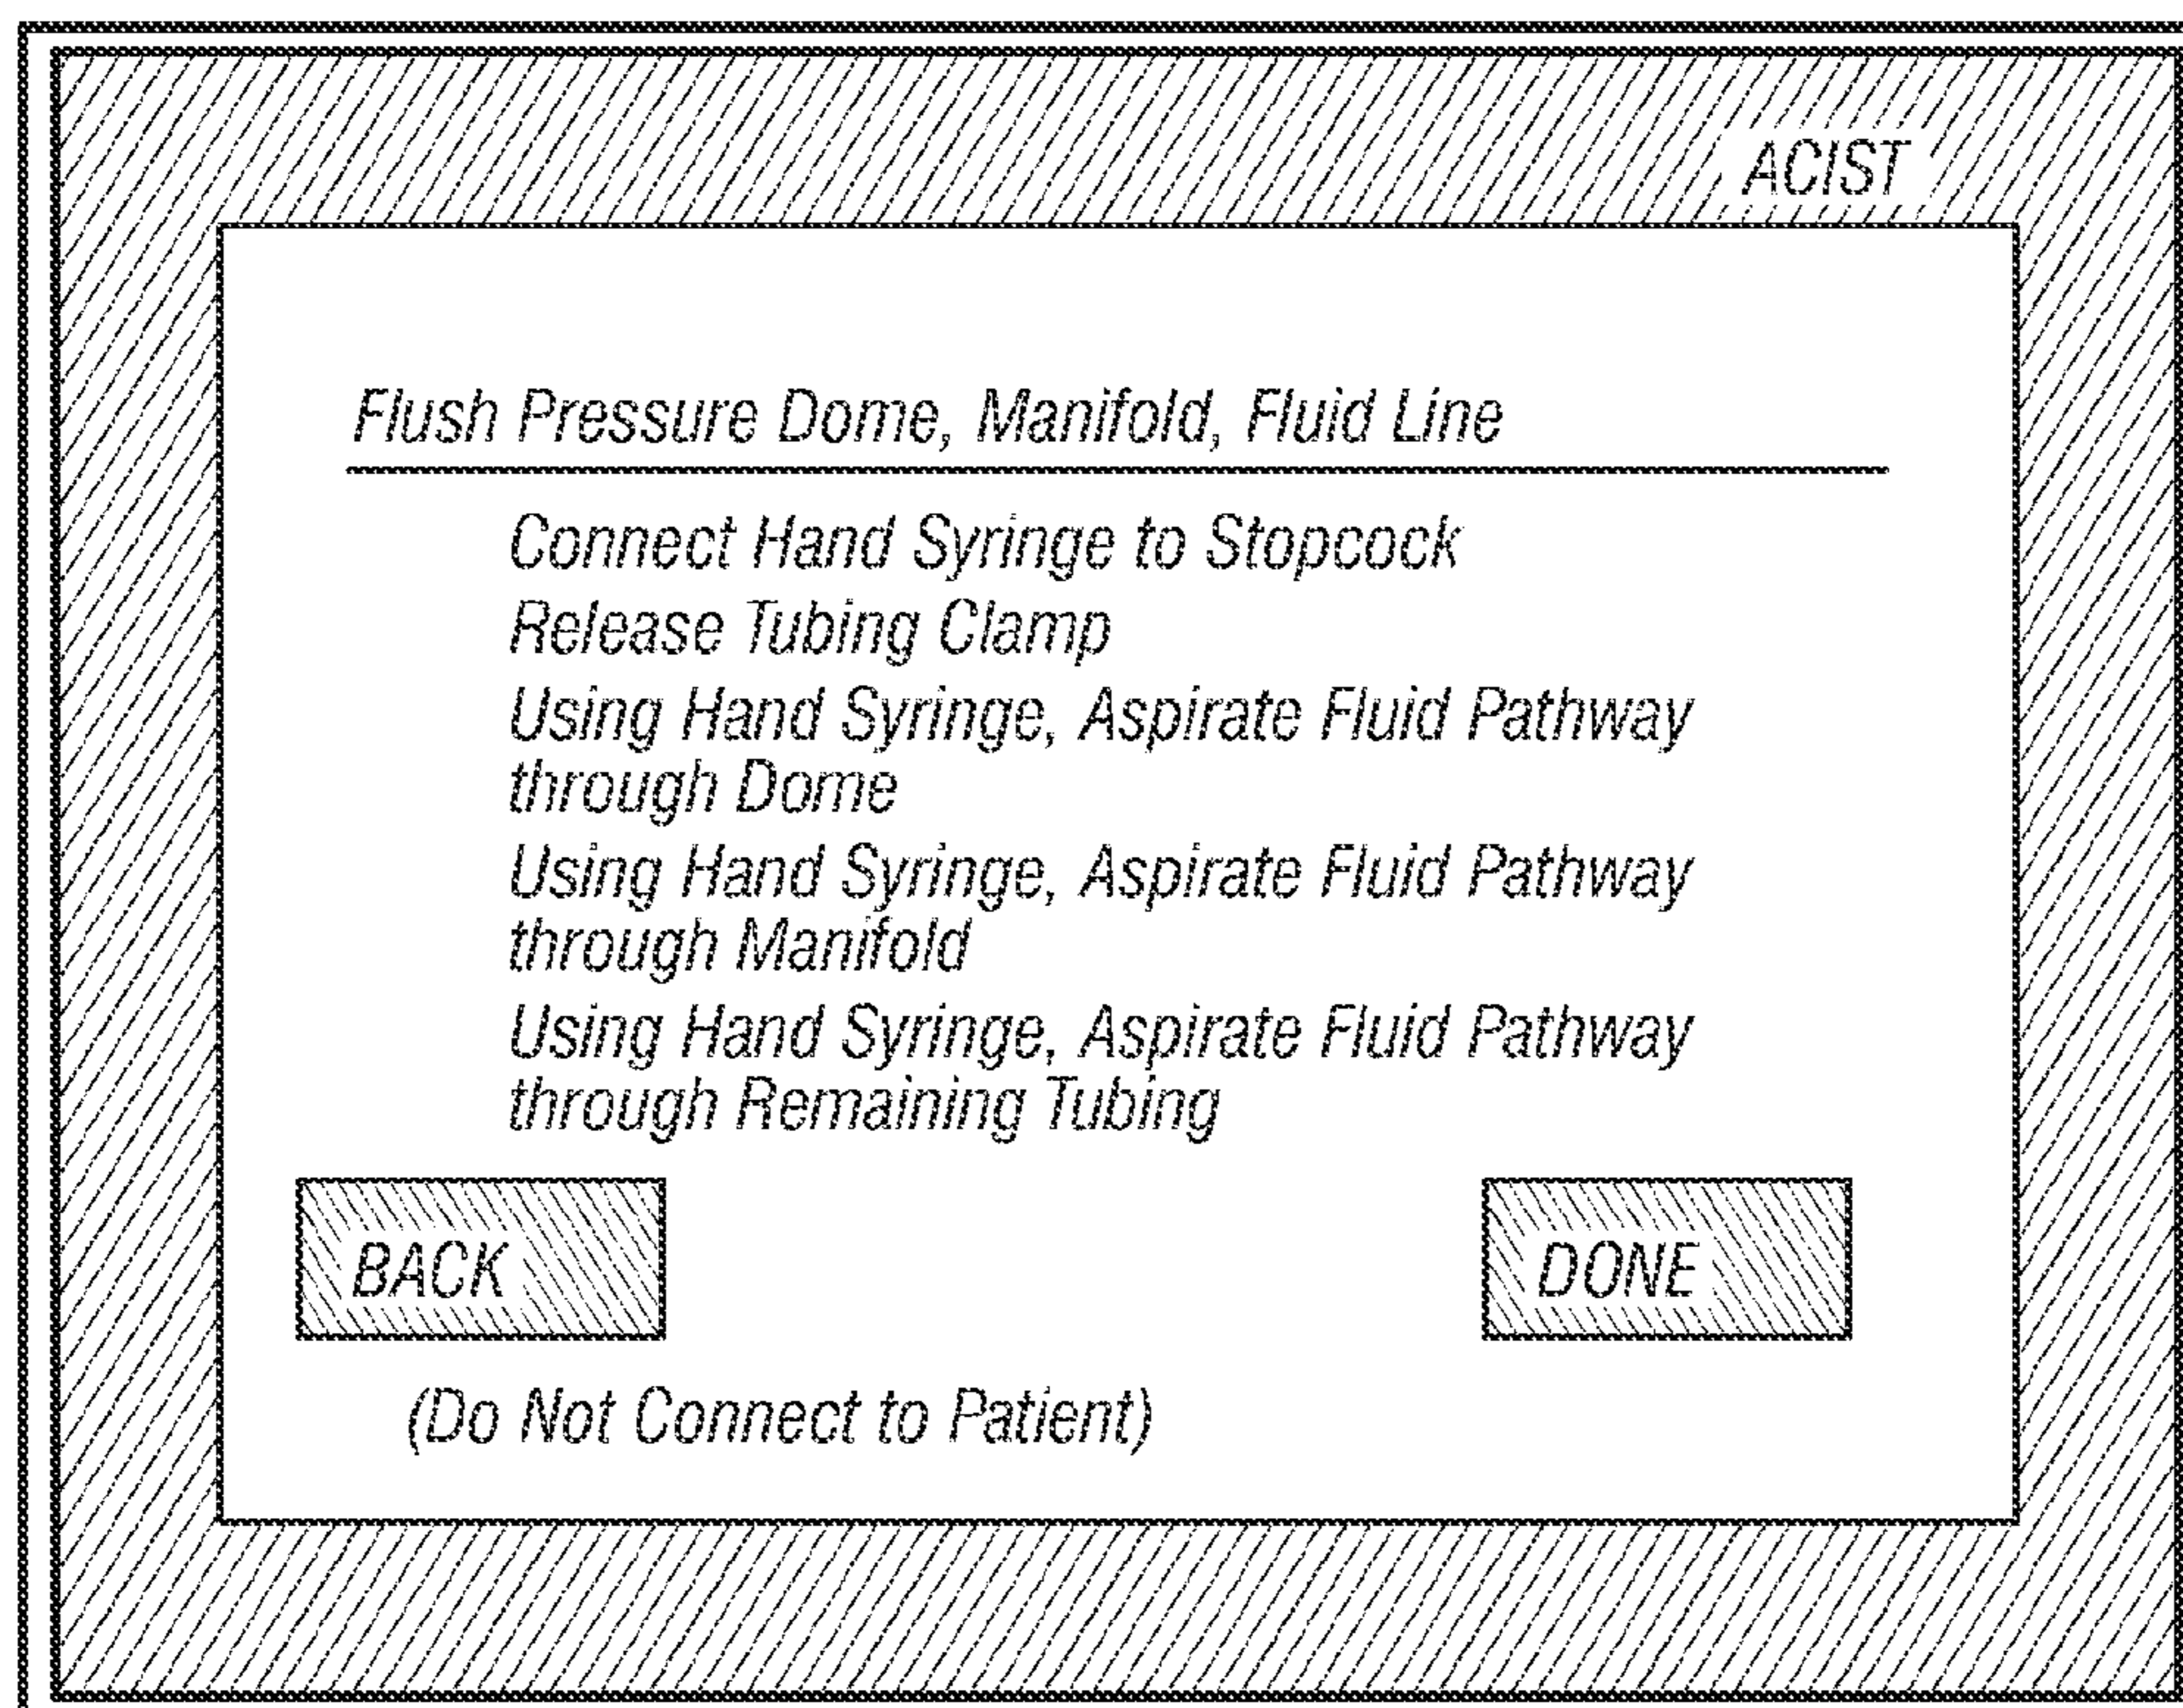 ACIST
Flush Pressure Dome, Manifold, Fluid Line
Connect Hand Syringe to Stopcock
Release Tubing Clamp
Using Hand Syringe, Aspirate Fluid Pathway
through Dome
Using Hand Syringe, Aspirate Fluid Pathway
through Manifold
Using Hand Syringe, Aspirate Fluid Pathway
through Remaining Tubing
BACK
DONE
(Do Not Connect to Patient)